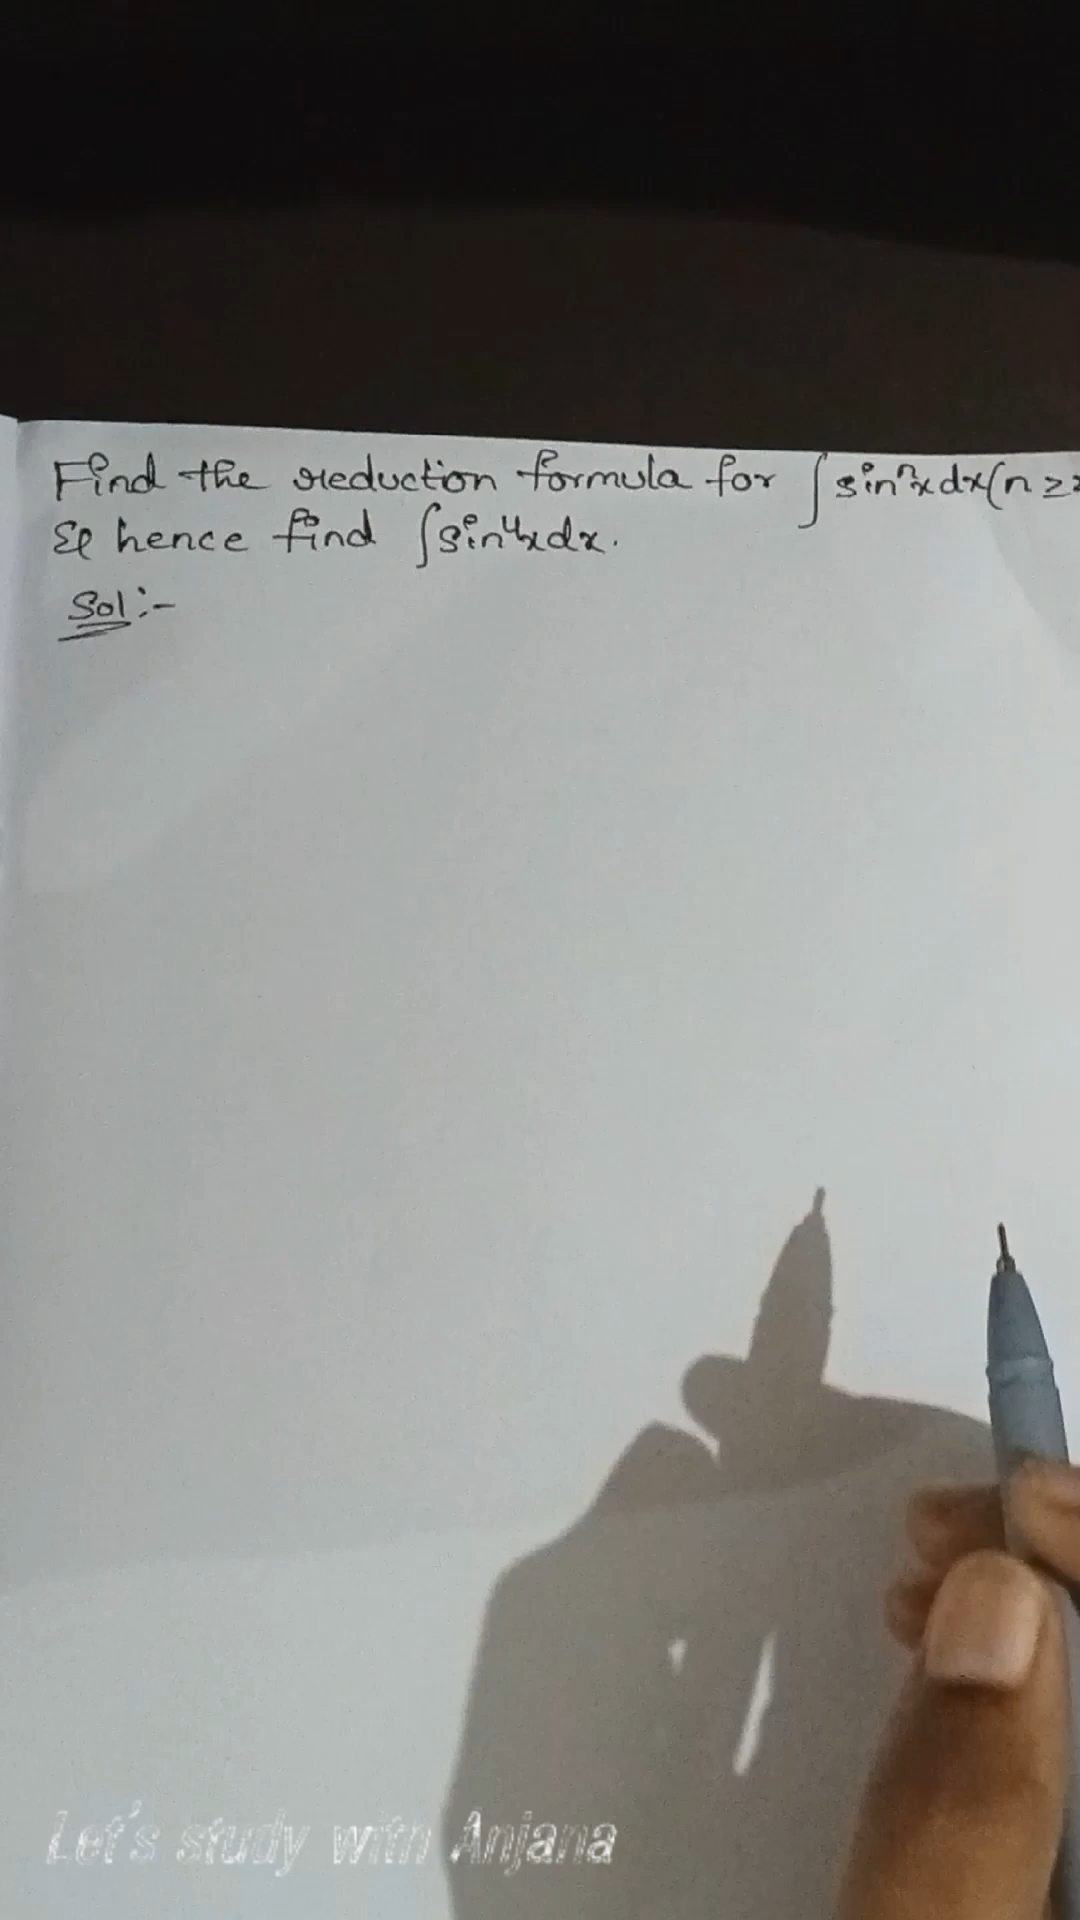 Find the reduction formula for ∫sinⁿx dx (n ≥
& hence find ∫sin⁴x dx.
Sol:-
Let's study with Anjana